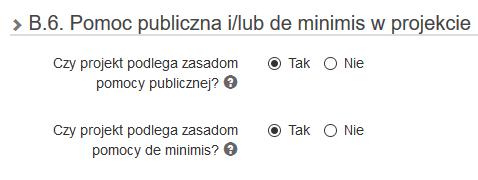 B.6. Pomoc publiczna i/lub de minimis w projekcie
Czy projekt podlega zasadom
pomocy publicznej?
Tak Nie
Czy projekt podlega zasadom
pomocy de minimis?
Tak Nie